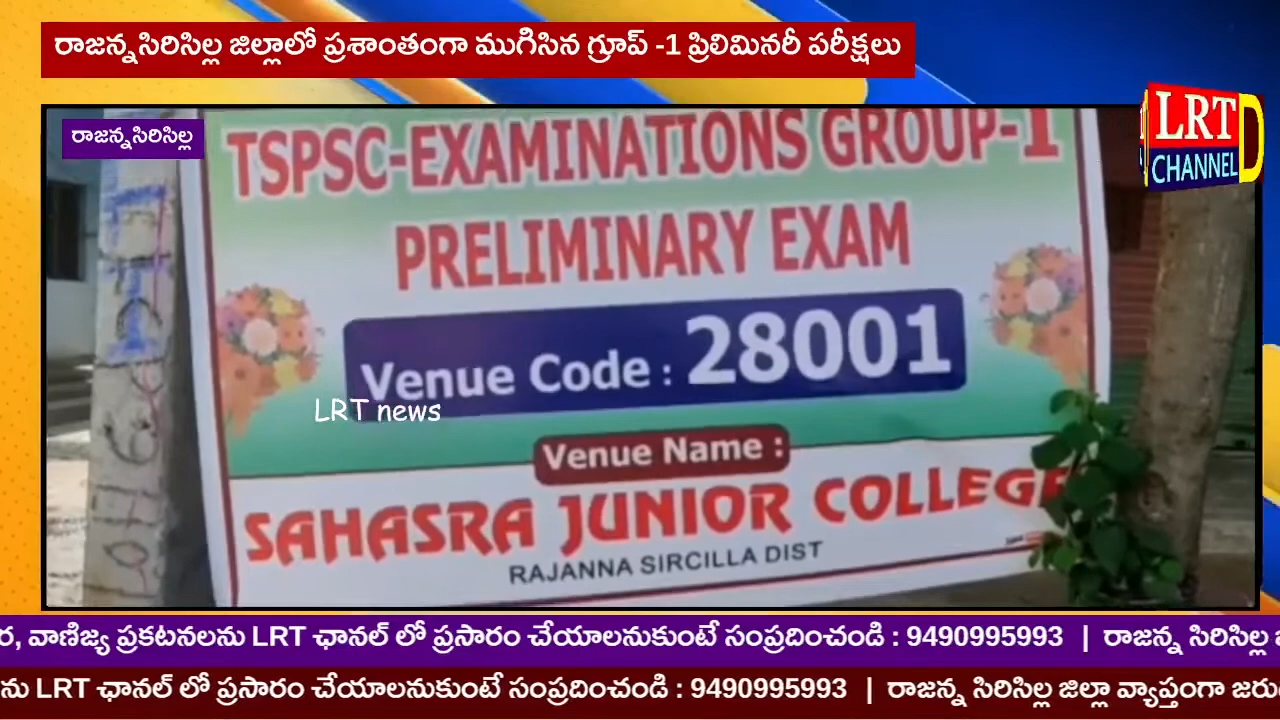 రాజన్నసిరిసిల్ల జిల్లాలో ప్రశాంతంగా ముగిసిన గ్రూప్ -1 ప్రిలిమినరీ పరీక్షలు
LRT
CHANNEL
రాజన్నసిరిసిల్ల
TSPSC-EXAMINATIONS GROUP-1
PRELIMINARY EXAM
Venue Code : 28001
LRT news
Venue Name :
SAHASRA JUNIOR COLLEGE
RAJANNA SIRCILLA DIST
వాణిజ్య ప్రకటనలను LRT ఛానల్ లో ప్రసారం చేయాలనుకుంటే సంప్రదించండి : 9490995993 | రాజన్న సిరిసిల్ల
ను LRT ఛానల్ లో ప్రసారం చేయాలనుకుంటే సంప్రదించండి : 9490995993 | రాజన్న సిరిసిల్ల జిల్లా వ్యాప్తంగా